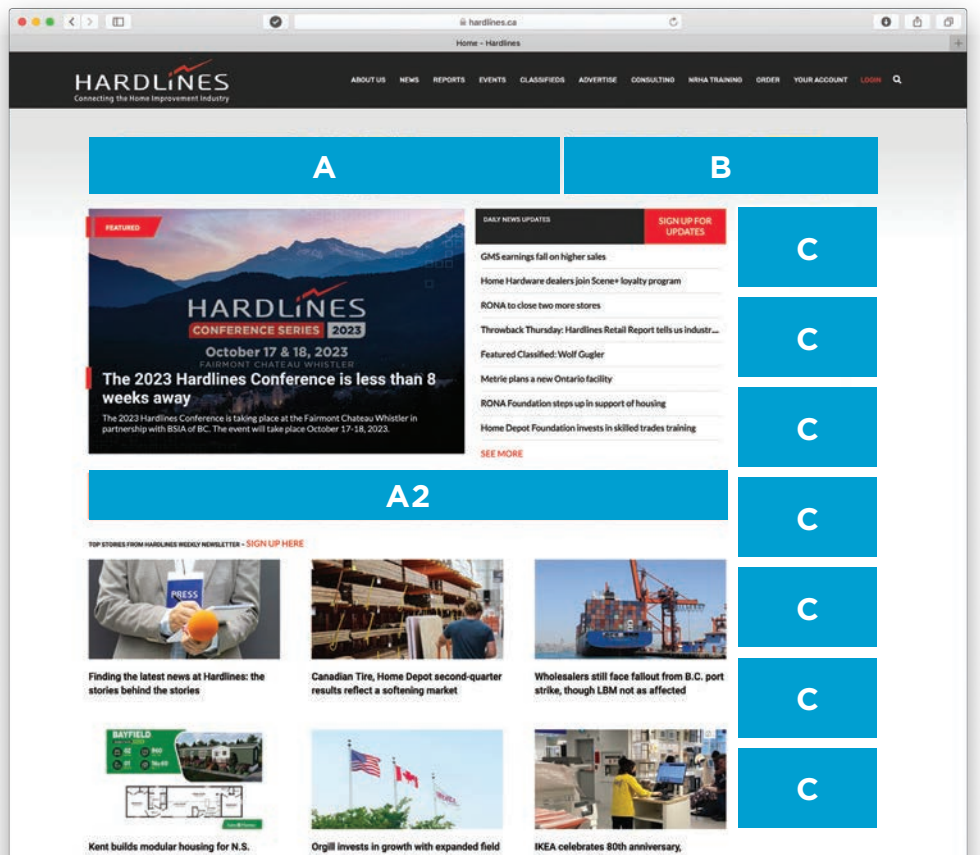 hardlines.ca
Home - Hardlines
HARDLINES
Connecting the Home Improvement Industry
ABOUT US NEWS REPORTS EVENTS CLASSIFIEDS ADVERTISE CONSULTING NRHA TRAINING ORDER YOUR ACCOUNT LOGIN
A
B
FEATURED
HARDLINES
CONFERENCE SERIES 2023
October 17 & 18, 2023
FAIRMONT CHATEAU WHISTLER
The 2023 Hardlines Conference is less than 8
weeks away
The 2023 Hardlines Conference is taking place at the Fairmont Chateau Whistler in
partnership with BSIA of BC. The event will take place October 17-18, 2023.
DAILY NEWS UPDATES
SIGN UP FOR
UPDATES
GMS earnings fall on higher sales
Home Hardware dealers join Scene+ loyalty program
RONA to close two more stores
Throwback Thursday: Hardlines Retail Report tells us industr...
Featured Classified: Wolf Gugler
Metrie plans a new Ontario facility
RONA Foundation steps up in support of housing
Home Depot Foundation invests in skilled trades training
SEE MORE
C
C
C
C
C
C
C
A2
TOP STORIES FROM HARDLINES WEEKLY NEWSLETTER – SIGN UP HERE
PRESS
Finding the latest news at Hardlines: the
stories behind the stories
Canadian Tire, Home Depot second-quarter
results reflect a softening market
Wholesalers still face fallout from B.C. port
strike, though LBM not as affected
BAYFIELD
02
960
01
Kent builds modular housing for N.S.
Orgill invests in growth with expanded field
IKEA celebrates 80th anniversary,